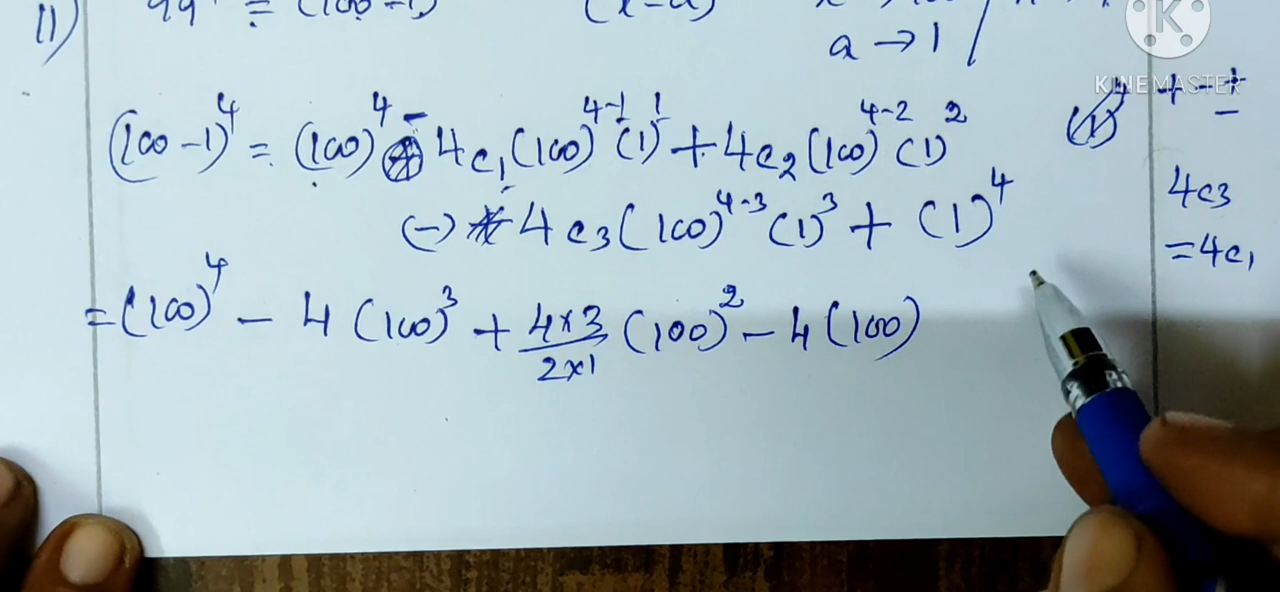 11) 99⁴ = (100-1)
(x-a)
a → 1
KINEMASTER
(100-1)⁴ = (100)⁴ - 4c₁(100)⁴⁻¹(1)¹ + 4c₂(100)⁴⁻²(1)²
(-) 4c₃(100)⁴⁻³(1)³ + (1)⁴
4c3
= 4c₁
= (100)⁴ - 4(100)³ + 4×3/2×1 (100)² - 4(100)